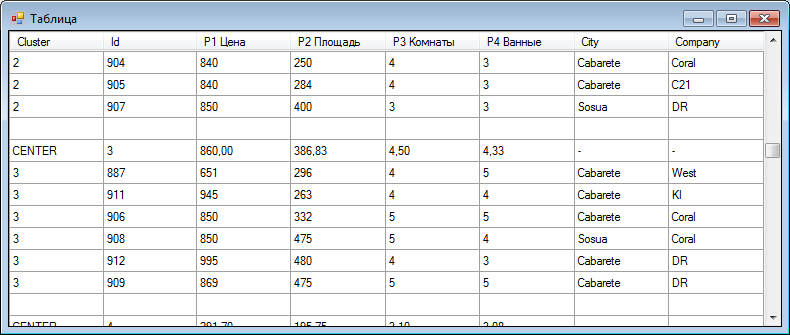 Таблица
Cluster Id P1 Цена P2 Площадь P3 Комнаты P4 Ванные City Company
2 904 840 250 4 3 Cabarete Coral
2 905 840 284 4 3 Cabarete C21
2 907 850 400 3 3 Sosua DR
CENTER 3 860,00 386,83 4,50 4,33 - -
3 887 651 296 4 5 Cabarete West
3 911 945 263 4 4 Cabarete KI
3 906 850 332 5 5 Cabarete Coral
3 908 850 475 5 4 Sosua Coral
3 912 995 480 4 3 Cabarete DR
3 909 869 475 5 5 Cabarete DR
CENTER 4 391,70 195,75